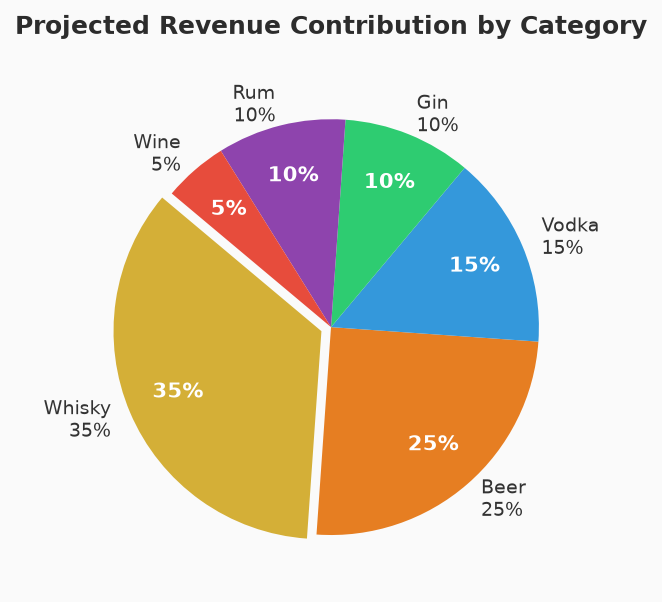 Projected Revenue Contribution by Category
Rum
10%
Gin
10%
Wine
5%
10%
10%
5%
Vodka
15%
15%
35%
Whisky
35%
25%
Beer
25%